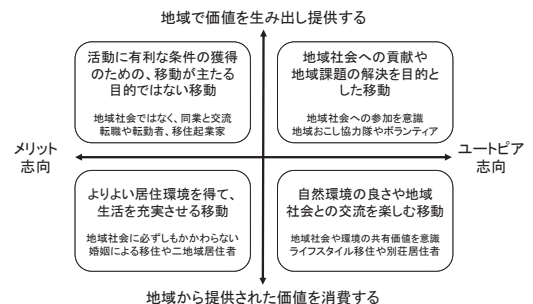 地域で価値を生み出し提供する
活動に有利な条件の獲得
のための、移動が主たる
目的ではない移動
地域社会ではなく、同業と交流
転職や転勤者、移住起業家
地域社会への貢献や
地域課題の解決を目的と
した移動
地域社会への参加を意識
地域おこし協力隊やボランティア
メリット
志向
ユートピア
志向
よりよい居住環境を得て、
生活を充実させる移動
地域社会に必ずしもかかわらない
婚姻による移住や二地域居住者
自然環境の良さや地域
社会との交流を楽しむ移動
地域社会や環境の共有価値を意識
ライフスタイル移住や別荘居住者
地域から提供された価値を消費する